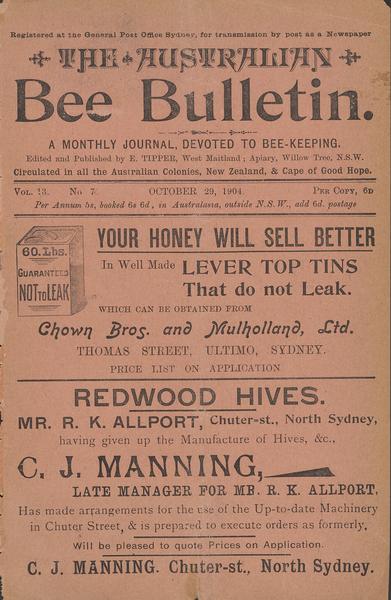 Registered at the General Post Office Sydney, for transmission by post as a Newspaper
THE AUSTRALIAN
Bee Bulletin.
A MONTHLY JOURNAL, DEVOTED TO BEE-KEEPING.
Edited and Published by E. TIPPER, West Maitland; Apiary, Willow Tree, N.S.W.
Circulated in all the Australian Colonies, New Zealand, & Cape of Good Hope.
VOL. 13. No 7. OCTOBER 29, 1904. PER COPY, 6D
Per Annum 5s, booked 6s 6d, in Australasia, outside N.S.W., add 6d. postage
60.Lbs.
GUARANTEED
NOT TO LEAK
YOUR HONEY WILL SELL BETTER
In Well Made LEVER TOP TINS
That do not Leak.
WHICH CAN BE OBTAINED FROM
Chown Bros. and Mulholland, Ltd.
THOMAS STREET, ULTIMO, SYDNEY.
PRICE LIST ON APPLICATION
REDWOOD HIVES.
MR. R. K. ALLPORT, Chuter-st., North Sydney,
having given up the Manufacture of Hives, &c.,
C. J. MANNING,
LATE MANAGER FOR MR. R. K. ALLPORT,
Has made arrangements for the use of the Up-to-date Machinery
in Chuter Street, & is prepared to execute orders as formerly.
Will be pleased to quote Prices on Application.
C. J. MANNING. Chuter-st., North Sydney.